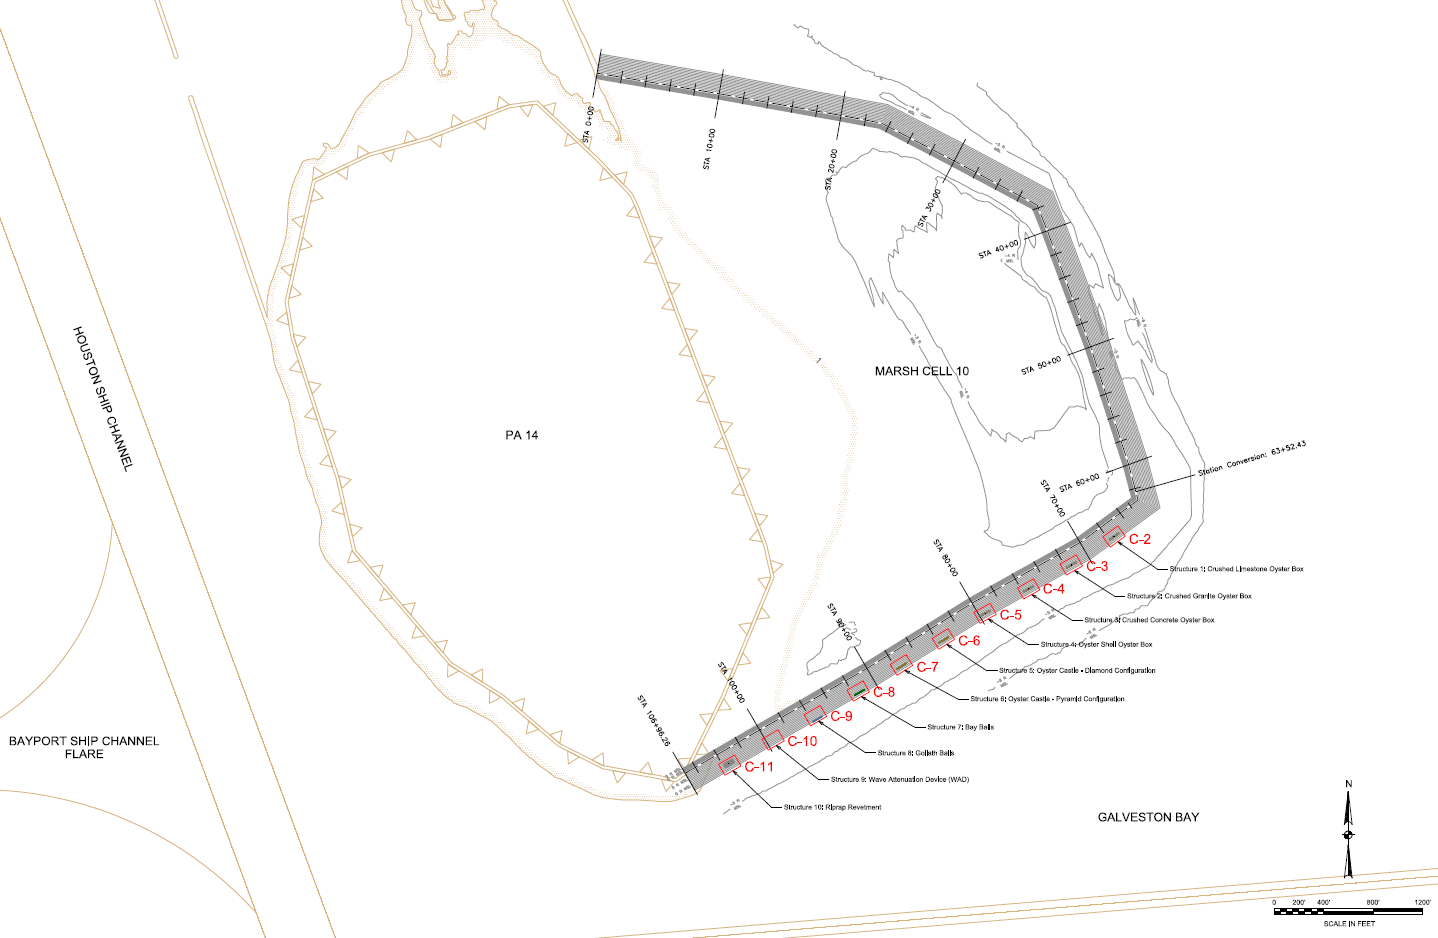 STA 0+00
STA 10+00
STA 20+00
STA 30+00
STA 40+00
STA 50+00
STA 60+00
Station Conversion: 63+52.43
STA 70+00
STA 80+00
STA 90+00
STA 100+00
STA 106+96.26
HOUSTON SHIP CHANNEL
PA 14
MARSH CELL 10
1
C-2
Structure 1: Crushed Limestone Oyster Box
C-3
Structure 2: Crushed Granite Oyster Box
C-4
Structure 3: Crushed Concrete Oyster Box
C-5
Structure 4: Oyster Shell Oyster Box
C-6
Structure 5: Oyster Castle - Diamond Configuration
C-7
Structure 6: Oyster Castle - Pyramid Configuration
C-8
Structure 7: Bay Balls
C-9
Structure 8: Goliath Balls
C-10
Structure 9: Wave Attenuation Device (WAD)
C-11
Structure 10: Riprap Revetment
BAYPORT SHIP CHANNEL
FLARE
GALVESTON BAY
N
0 200' 400' 800' 1200'
SCALE IN FEET